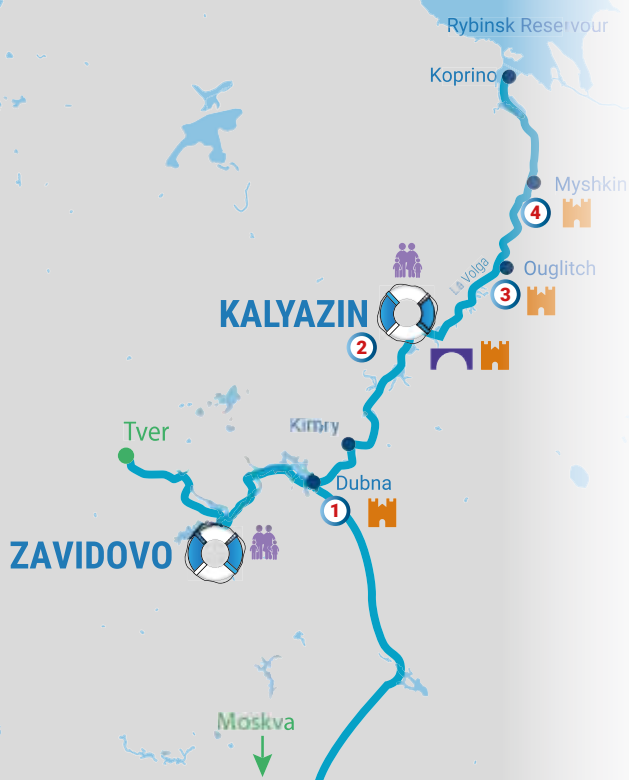 Rybinsk Reservour
Koprino
Myshkin
4
Ouglitch
La Volga
3
KALYAZIN
2
Kimry
Tver
Dubna
1
ZAVIDOVO
Moskva